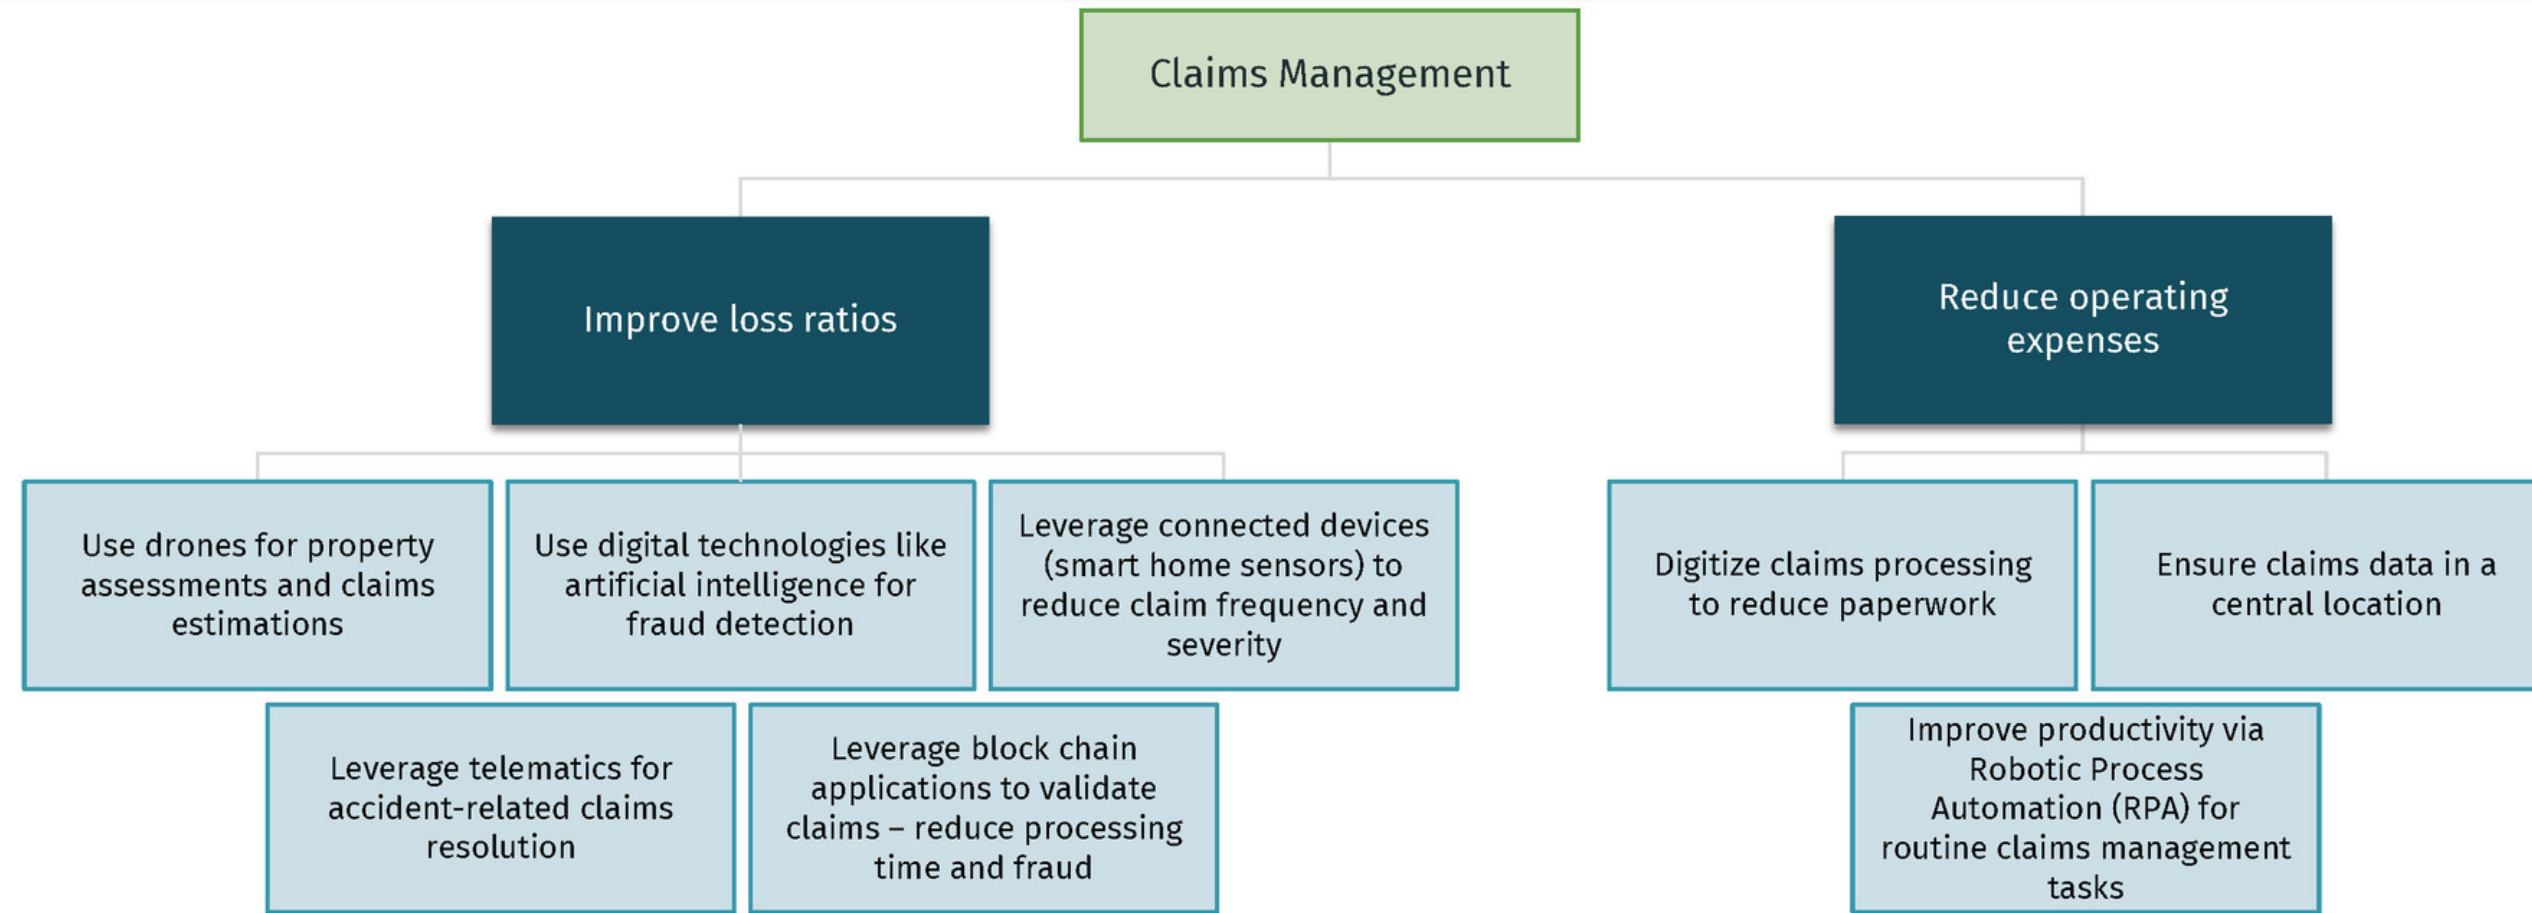 Claims Management
Improve loss ratios
Reduce operating
expenses
Use drones for property
assessments and claims
estimations
Use digital technologies like
artificial intelligence for
fraud detection
Leverage connected devices
(smart home sensors) to
reduce claim frequency and
severity
Digitize claims processing
to reduce paperwork
Ensure claims data in a
central location
Leverage telematics for
accident-related claims
resolution
Leverage block chain
applications to validate
claims – reduce processing
time and fraud
Improve productivity via
Robotic Process
Automation (RPA) for
routine claims management
tasks